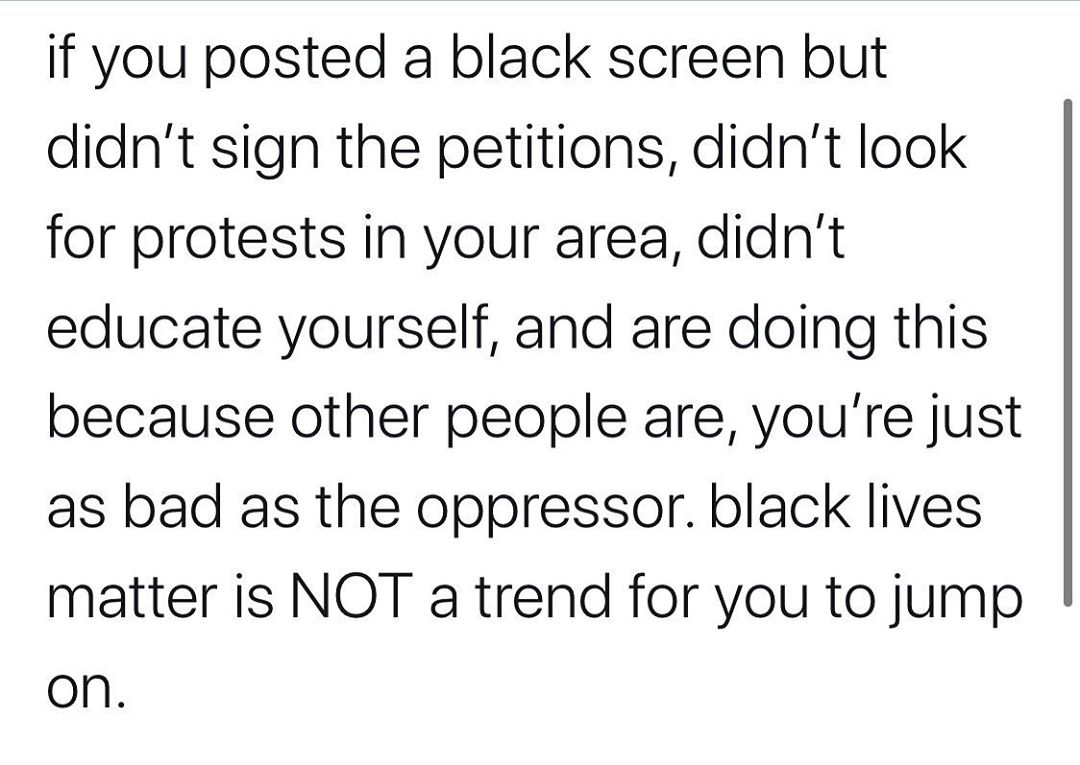 if you posted a black screen but
didn’t sign the petitions, didn’t look
for protests in your area, didn’t
educate yourself, and are doing this
because other people are, you’re just
as bad as the oppressor. black lives
matter is NOT a trend for you to jump
on.